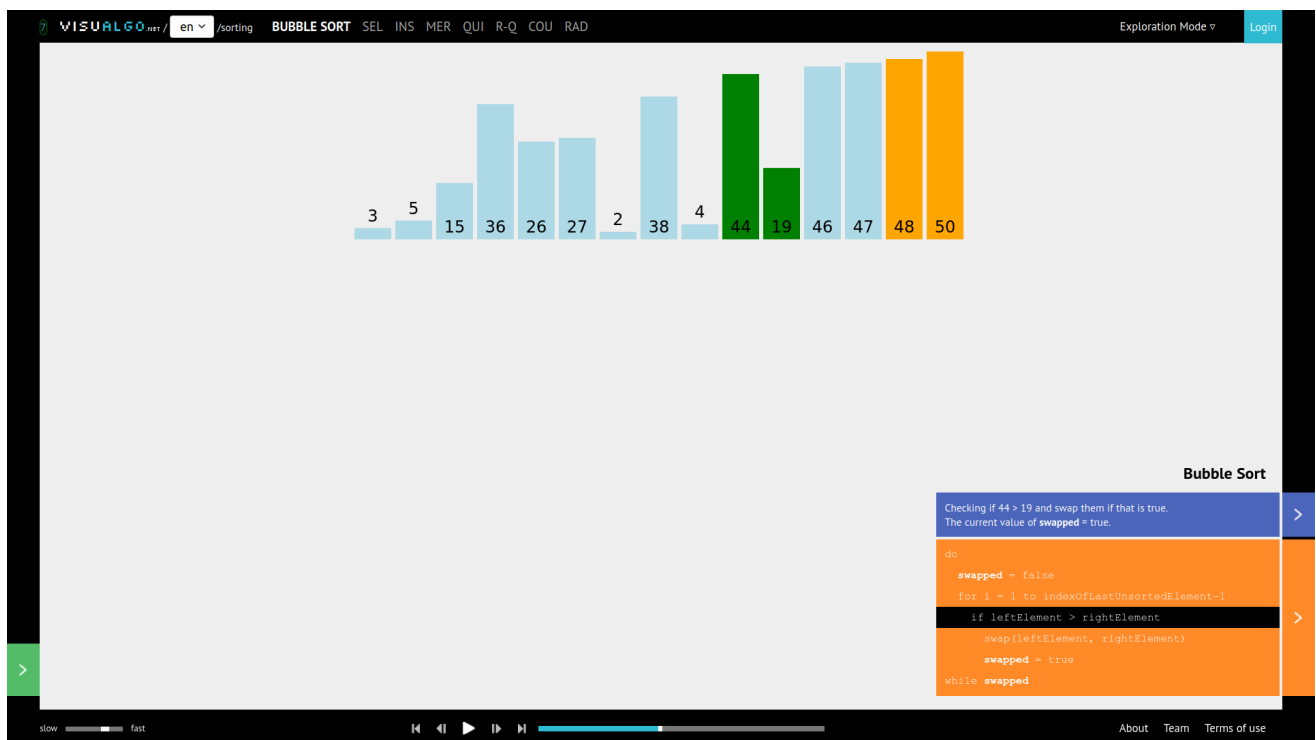 7 VISUALGO.NET / en /sorting BUBBLE SORT SEL INS MER QUI R-Q COU RAD Exploration Mode ▿ Login
3 5 15 36 26 27 2 38 4 44 19 46 47 48 50
Bubble Sort
Checking if 44 > 19 and swap them if that is true.
The current value of swapped = true.
do
swapped = false
for i = 1 to indexOfLastUnsortedElement-1
if leftElement > rightElement
swap(leftElement, rightElement)
swapped = true
while swapped
slow fast About Team Terms of use